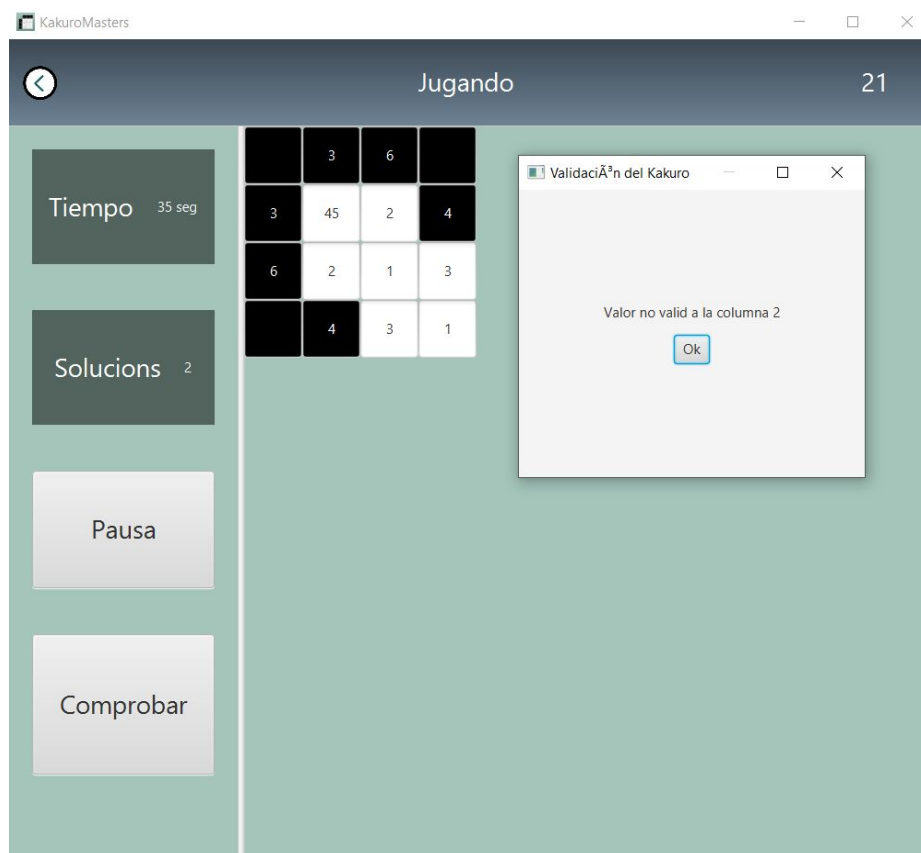 KakuroMasters
Jugando
21
Tiempo 35 seg
Solucions 2
Pausa
Comprobar
3 6
3 45 2 4
6 2 1 3
4 3 1
ValidaciÃ³n del Kakuro
Valor no valid a la columna 2
Ok